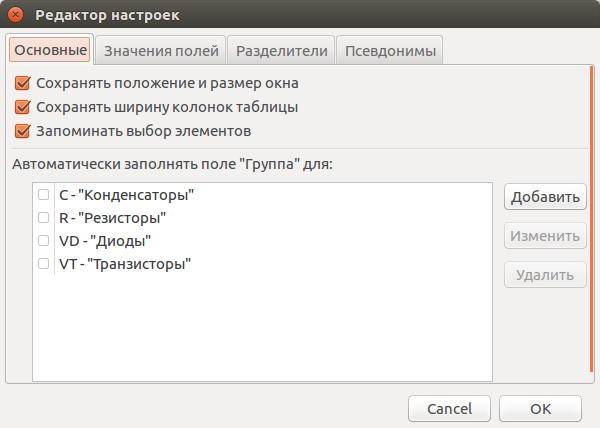 Редактор настроек
Основные Значения полей Разделители Псевдонимы
Сохранять положение и размер окна
Сохранять ширину колонок таблицы
Запоминать выбор элементов
Автоматически заполнять поле "Группа" для:
C - "Конденсаторы"
R - "Резисторы"
VD - "Диоды"
VT - "Транзисторы"
Добавить
Изменить
Удалить
Cancel OK